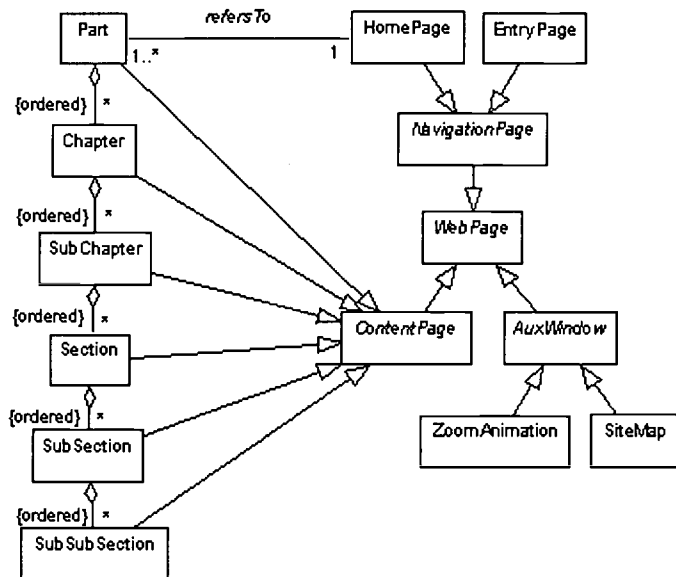 refersTo
Part
HomePage
EntryPage
1..*
1
{ordered}
*
Chapter
NavigationPage
{ordered}
*
SubChapter
WebPage
{ordered}
*
Section
ContentPage
AuxWindow
{ordered}
*
SubSection
ZoomAnimation
SiteMap
{ordered}
*
SubSubSection